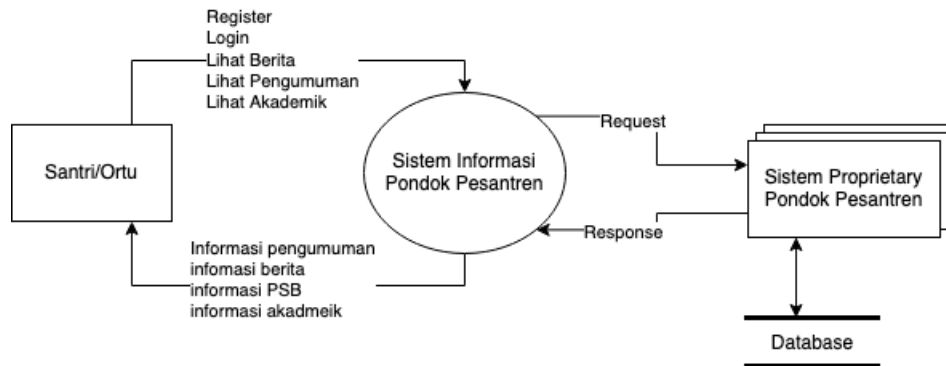 Register
Login
Lihat Berita
Lihat Pengumuman
Lihat Akademik
Santri/Ortu
Sistem Informasi
Pondok Pesantren
Request
Response
Sistem Proprietary
Pondok Pesantren
Informasi pengumuman
infomasi berita
informasi PSB
informasi akadmeik
Database